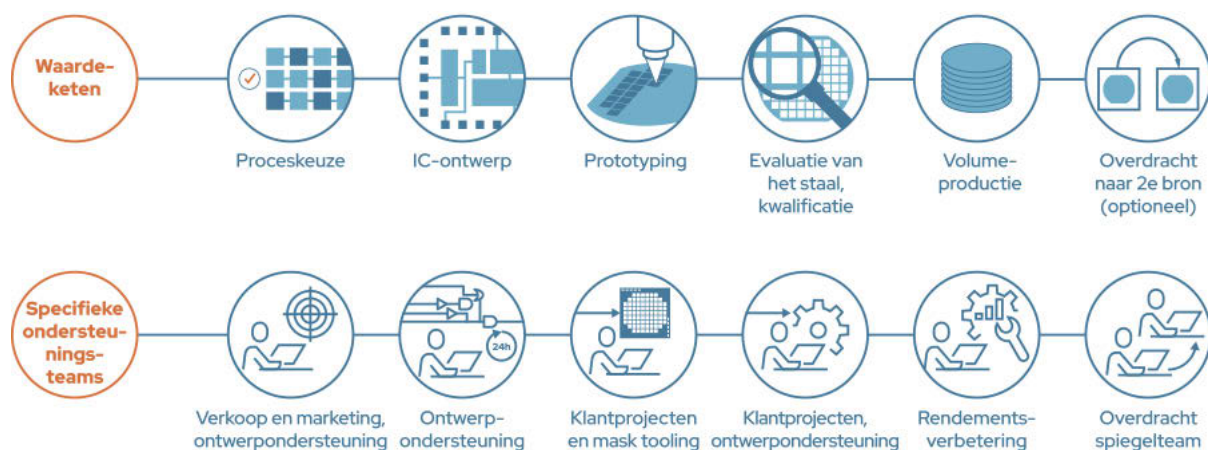 Waarde-
keten
Proceskeuze
IC-ontwerp
Prototyping
Evaluatie van
het staal,
kwalificatie
Volume-
productie
Overdracht
naar 2e bron
(optioneel)
Specifieke
ondersteu-
nings-
teams
24h
Verkoop en marketing,
ontwerpondersteuning
Ontwerp-
ondersteuning
Klantprojecten
en mask tooling
Klantprojecten,
ontwerpondersteuning
Rendements-
verbetering
Overdracht
spiegelteam